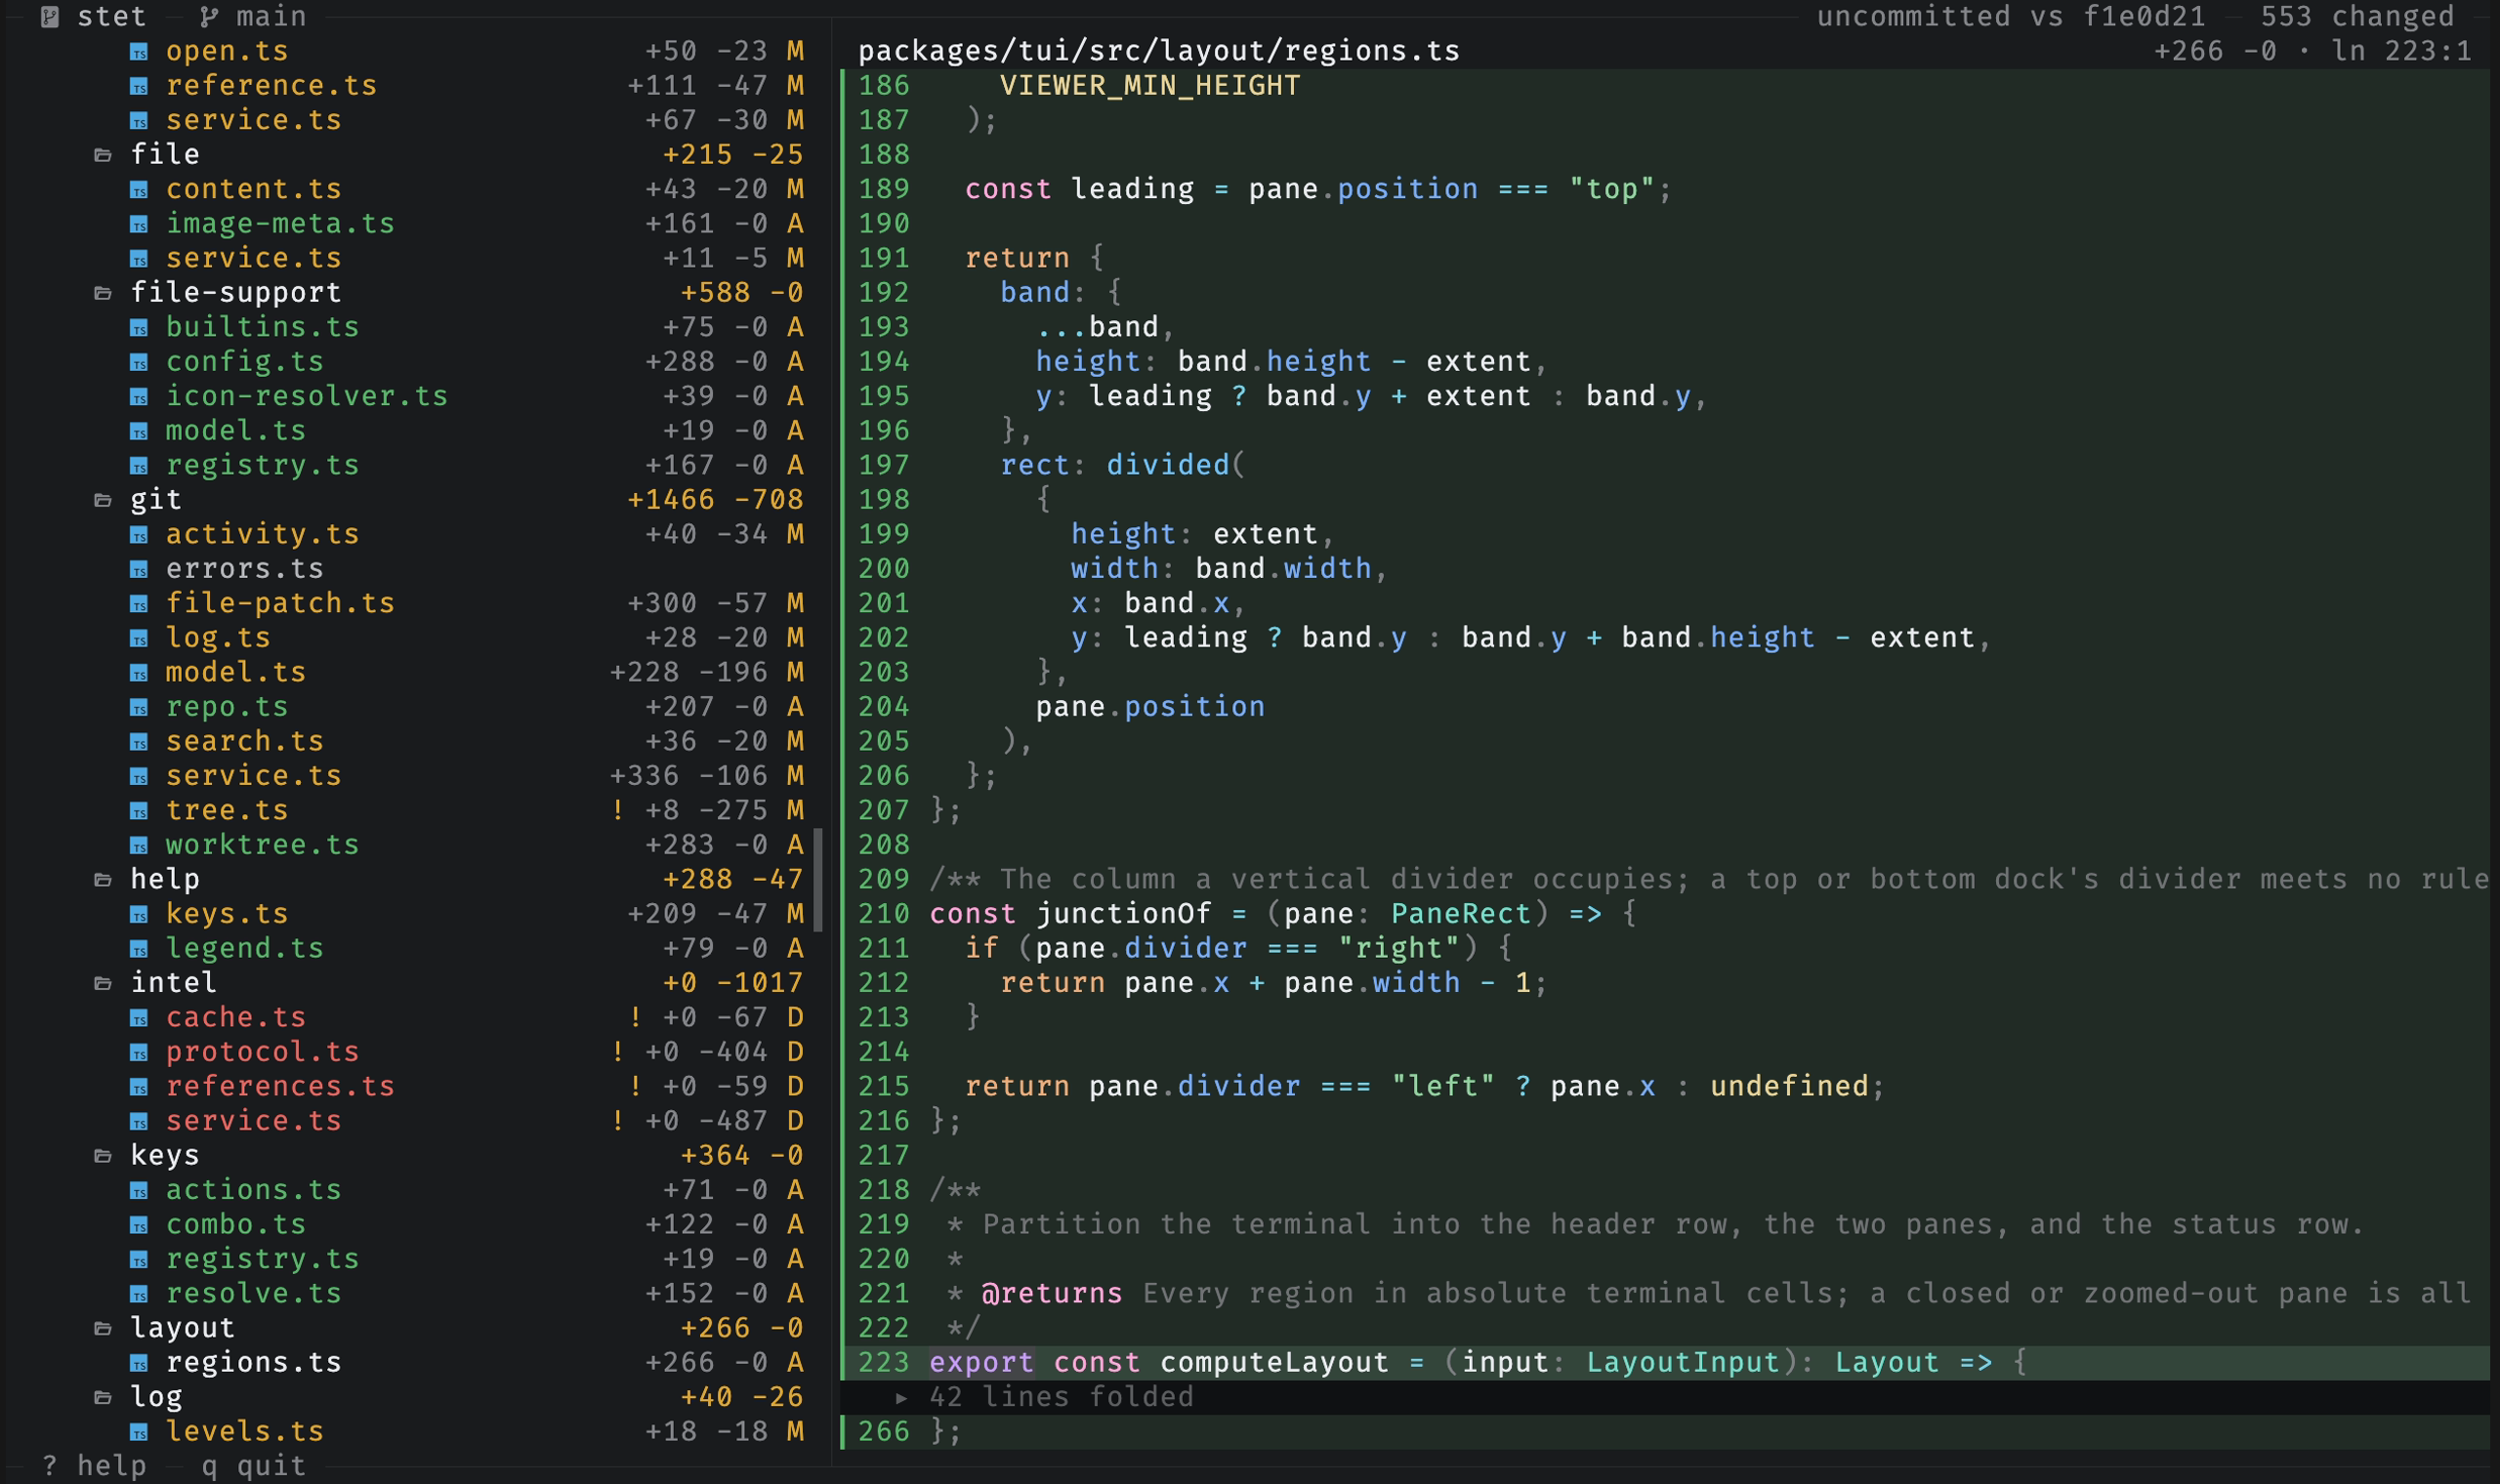 stet main uncommitted vs f1e0d21 553 changed
open.ts +50 -23 M
reference.ts +111 -47 M
service.ts +67 -30 M
file +215 -25
content.ts +43 -20 M
image-meta.ts +161 -0 A
service.ts +11 -5 M
file-support +588 -0
builtins.ts +75 -0 A
config.ts +288 -0 A
icon-resolver.ts +39 -0 A
model.ts +19 -0 A
registry.ts +167 -0 A
git +1466 -708
activity.ts +40 -34 M
errors.ts
file-patch.ts +300 -57 M
log.ts +28 -20 M
model.ts +228 -196 M
repo.ts +207 -0 A
search.ts +36 -20 M
service.ts +336 -106 M
tree.ts ! +8 -275 M
worktree.ts +283 -0 A
help +288 -47
keys.ts +209 -47 M
legend.ts +79 -0 A
intel +0 -1017
cache.ts ! +0 -67 D
protocol.ts ! +0 -404 D
references.ts ! +0 -59 D
service.ts ! +0 -487 D
keys +364 -0
actions.ts +71 -0 A
combo.ts +122 -0 A
registry.ts +19 -0 A
resolve.ts +152 -0 A
layout +266 -0
regions.ts +266 -0 A
log +40 -26
levels.ts +18 -18 M
packages/tui/src/layout/regions.ts +266 -0 · ln 223:1
186     VIEWER_MIN_HEIGHT
187   );
188
189   const leading = pane.position === "top";
190
191   return {
192     band: {
193       ...band,
194       height: band.height - extent,
195       y: leading ? band.y + extent : band.y,
196     },
197     rect: divided(
198       {
199         height: extent,
200         width: band.width,
201         x: band.x,
202         y: leading ? band.y : band.y + band.height - extent,
203       },
204       pane.position
205     ),
206   };
207 };
208
209 /** The column a vertical divider occupies; a top or bottom dock's divider meets no rule
210 const junctionOf = (pane: PaneRect) => {
211   if (pane.divider === "right") {
212     return pane.x + pane.width - 1;
213   }
214
215   return pane.divider === "left" ? pane.x : undefined;
216 };
217
218 /**
219  * Partition the terminal into the header row, the two panes, and the status row.
220  *
221  * @returns Every region in absolute terminal cells; a closed or zoomed-out pane is all
222  */
223 export const computeLayout = (input: LayoutInput): Layout => {
▸ 42 lines folded
266 };
? help q quit